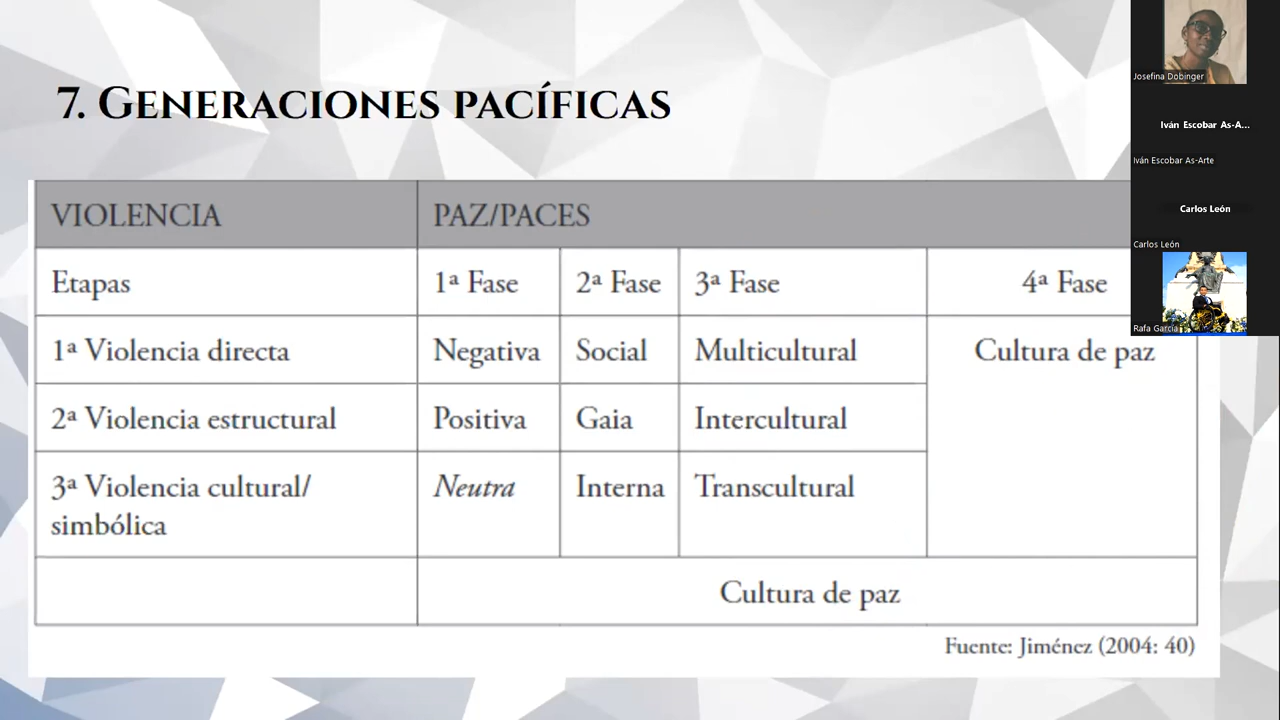 7. GENERACIONES PACÍFICAS
VIOLENCIA PAZ/PACES
Etapas 1ª Fase 2ª Fase 3ª Fase 4ª Fase
1ª Violencia directa Negativa Social Multicultural Cultura de paz
2ª Violencia estructural Positiva Gaia Intercultural
3ª Violencia cultural/ Neutra Interna Transcultural
simbólica
Cultura de paz
Fuente: Jiménez (2004: 40)
Josefina Dobinger
Iván Escobar As-A...
Iván Escobar As-Arte
Carlos León
Carlos León
Rafa García